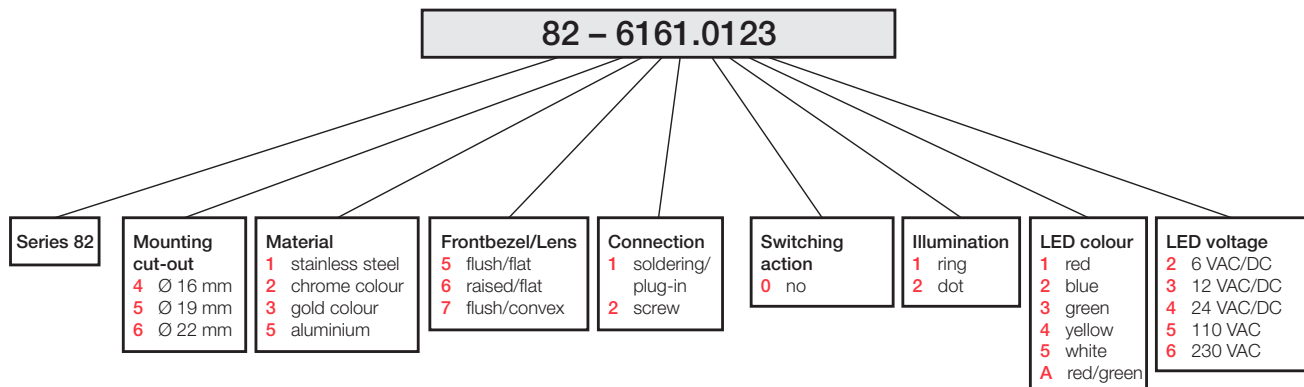 82 – 6161.0123
Series 82
Mounting
cut-out
4 Ø 16 mm
5 Ø 19 mm
6 Ø 22 mm
Material
1 stainless steel
2 chrome colour
3 gold colour
5 aluminium
Frontbezel/Lens
5 flush/flat
6 raised/flat
7 flush/convex
Connection
1 soldering/
plug-in
2 screw
Switching
action
0 no
Illumination
1 ring
2 dot
LED colour
1 red
2 blue
3 green
4 yellow
5 white
A red/green
LED voltage
2 6 VAC/DC
3 12 VAC/DC
4 24 VAC/DC
5 110 VAC
6 230 VAC